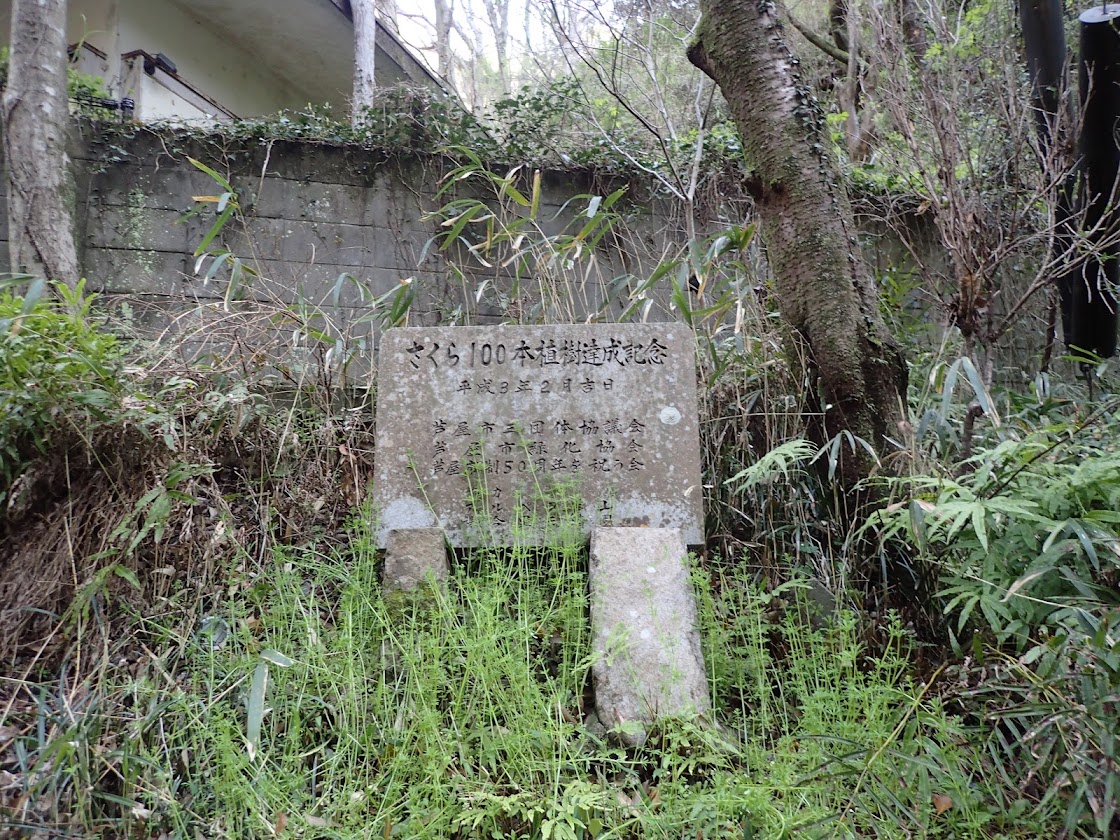 さくら100本植樹達成記念
平成3年2月吉日
芦屋市三団体協議会
芦屋市緑化協会
芦屋 制50周年を祝う会